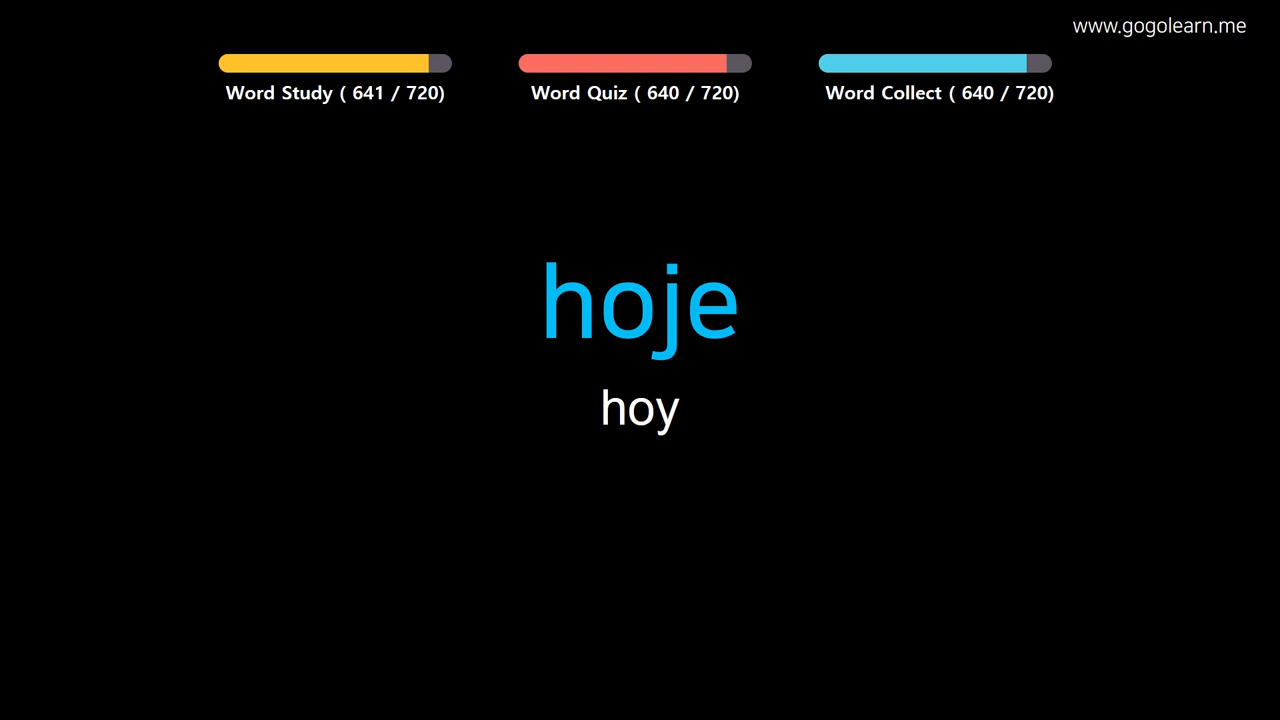 www.gogolearn.me
Word Study ( 641 / 720)
Word Quiz ( 640 / 720)
Word Collect ( 640 / 720)
hoje
hoy